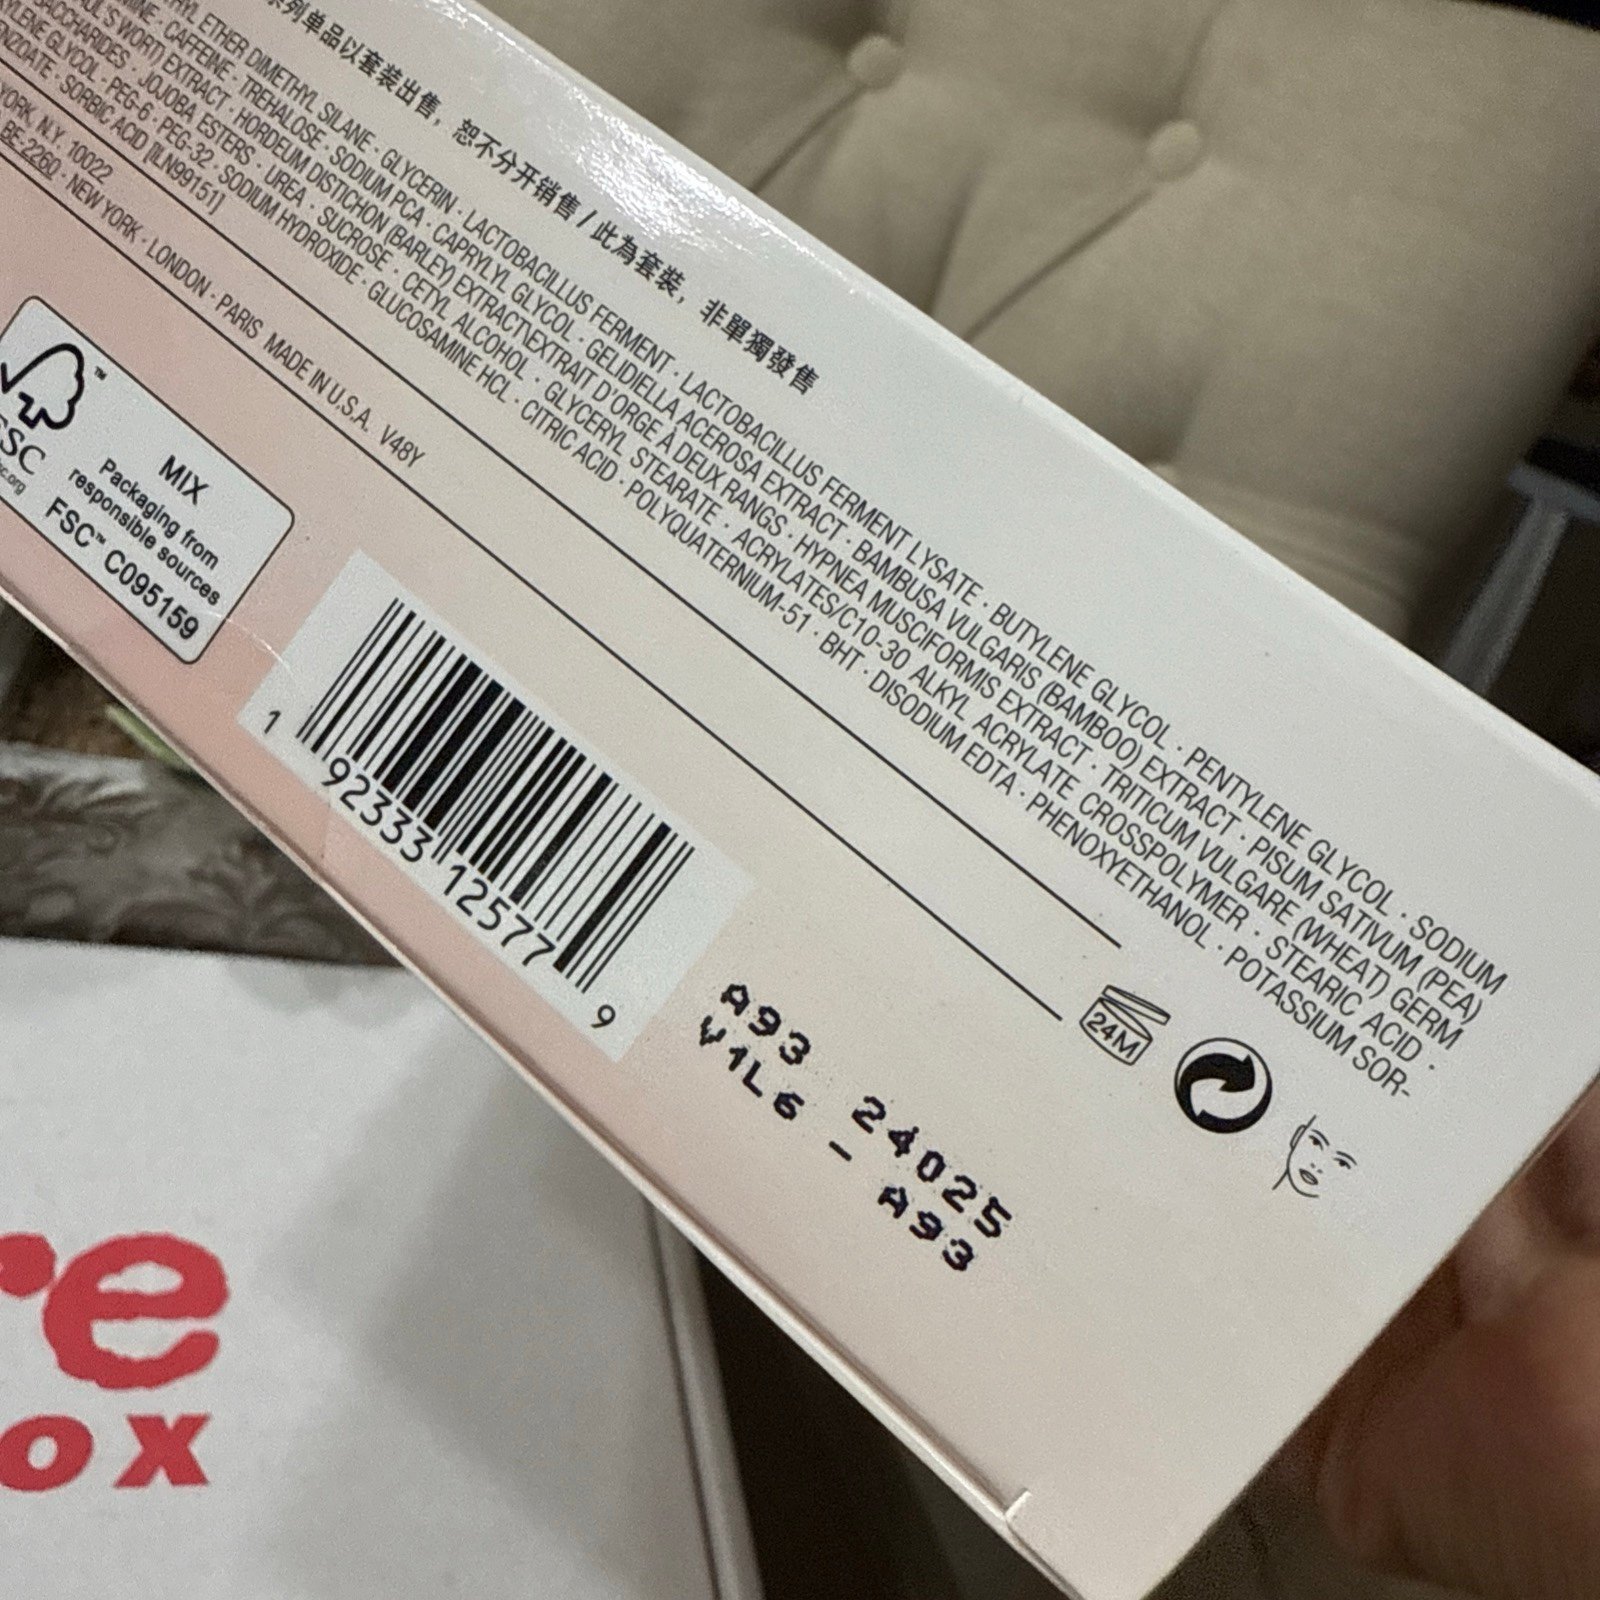 系列单品以套装出售，恕不分开销售 / 此為套裝，非單獨發售
ETHER DIMETHYL SILANE · GLYCERIN · LACTOBACILLUS FERMENT · LACTOBACILLUS FERMENT LYSATE · BUTYLENE GLYCOL · PENTYLENE GLYCOL · SODIUM
CAFFEINE · TREHALOSE · SODIUM PCA · CAPRYLYL GLYCOL · GELIDIELLA ACEROSA EXTRACT · BAMBUSA VULGARIS (BAMBOO) EXTRACT · PISUM SATIVUM (PEA)
S WORT) EXTRACT · HORDEUM DISTICHON (BARLEY) EXTRACT\EXTRAIT D'ORGE À DEUX RANGS · HYPNEA MUSCIFORMIS EXTRACT · TRITICUM VULGARE (WHEAT) GERM
SACCHARIDES · JOJOBA ESTERS · UREA · SUCROSE · CETYL ALCOHOL · GLYCERYL STEARATE · ACRYLATES/C10-30 ALKYL ACRYLATE CROSSPOLYMER · STEARIC ACID ·
GLYCOL · PEG-6 · PEG-32 · SODIUM HYDROXIDE · GLUCOSAMINE HCL · CITRIC ACID · POLYQUATERNIUM-51 · BHT · DISODIUM EDTA · PHENOXYETHANOL · POTASSIUM SOR-
SORBIC ACID [ILN99151]
YORK, N.Y. 10022
BE-2260 · NEW YORK · LONDON · PARIS MADE IN U.S.A. V48Y
™
MIX
Packaging from
responsible sources
FSC™ C095159
24M
1 92333 12577 9
A93 24025
V1L6 - A93
re
ox